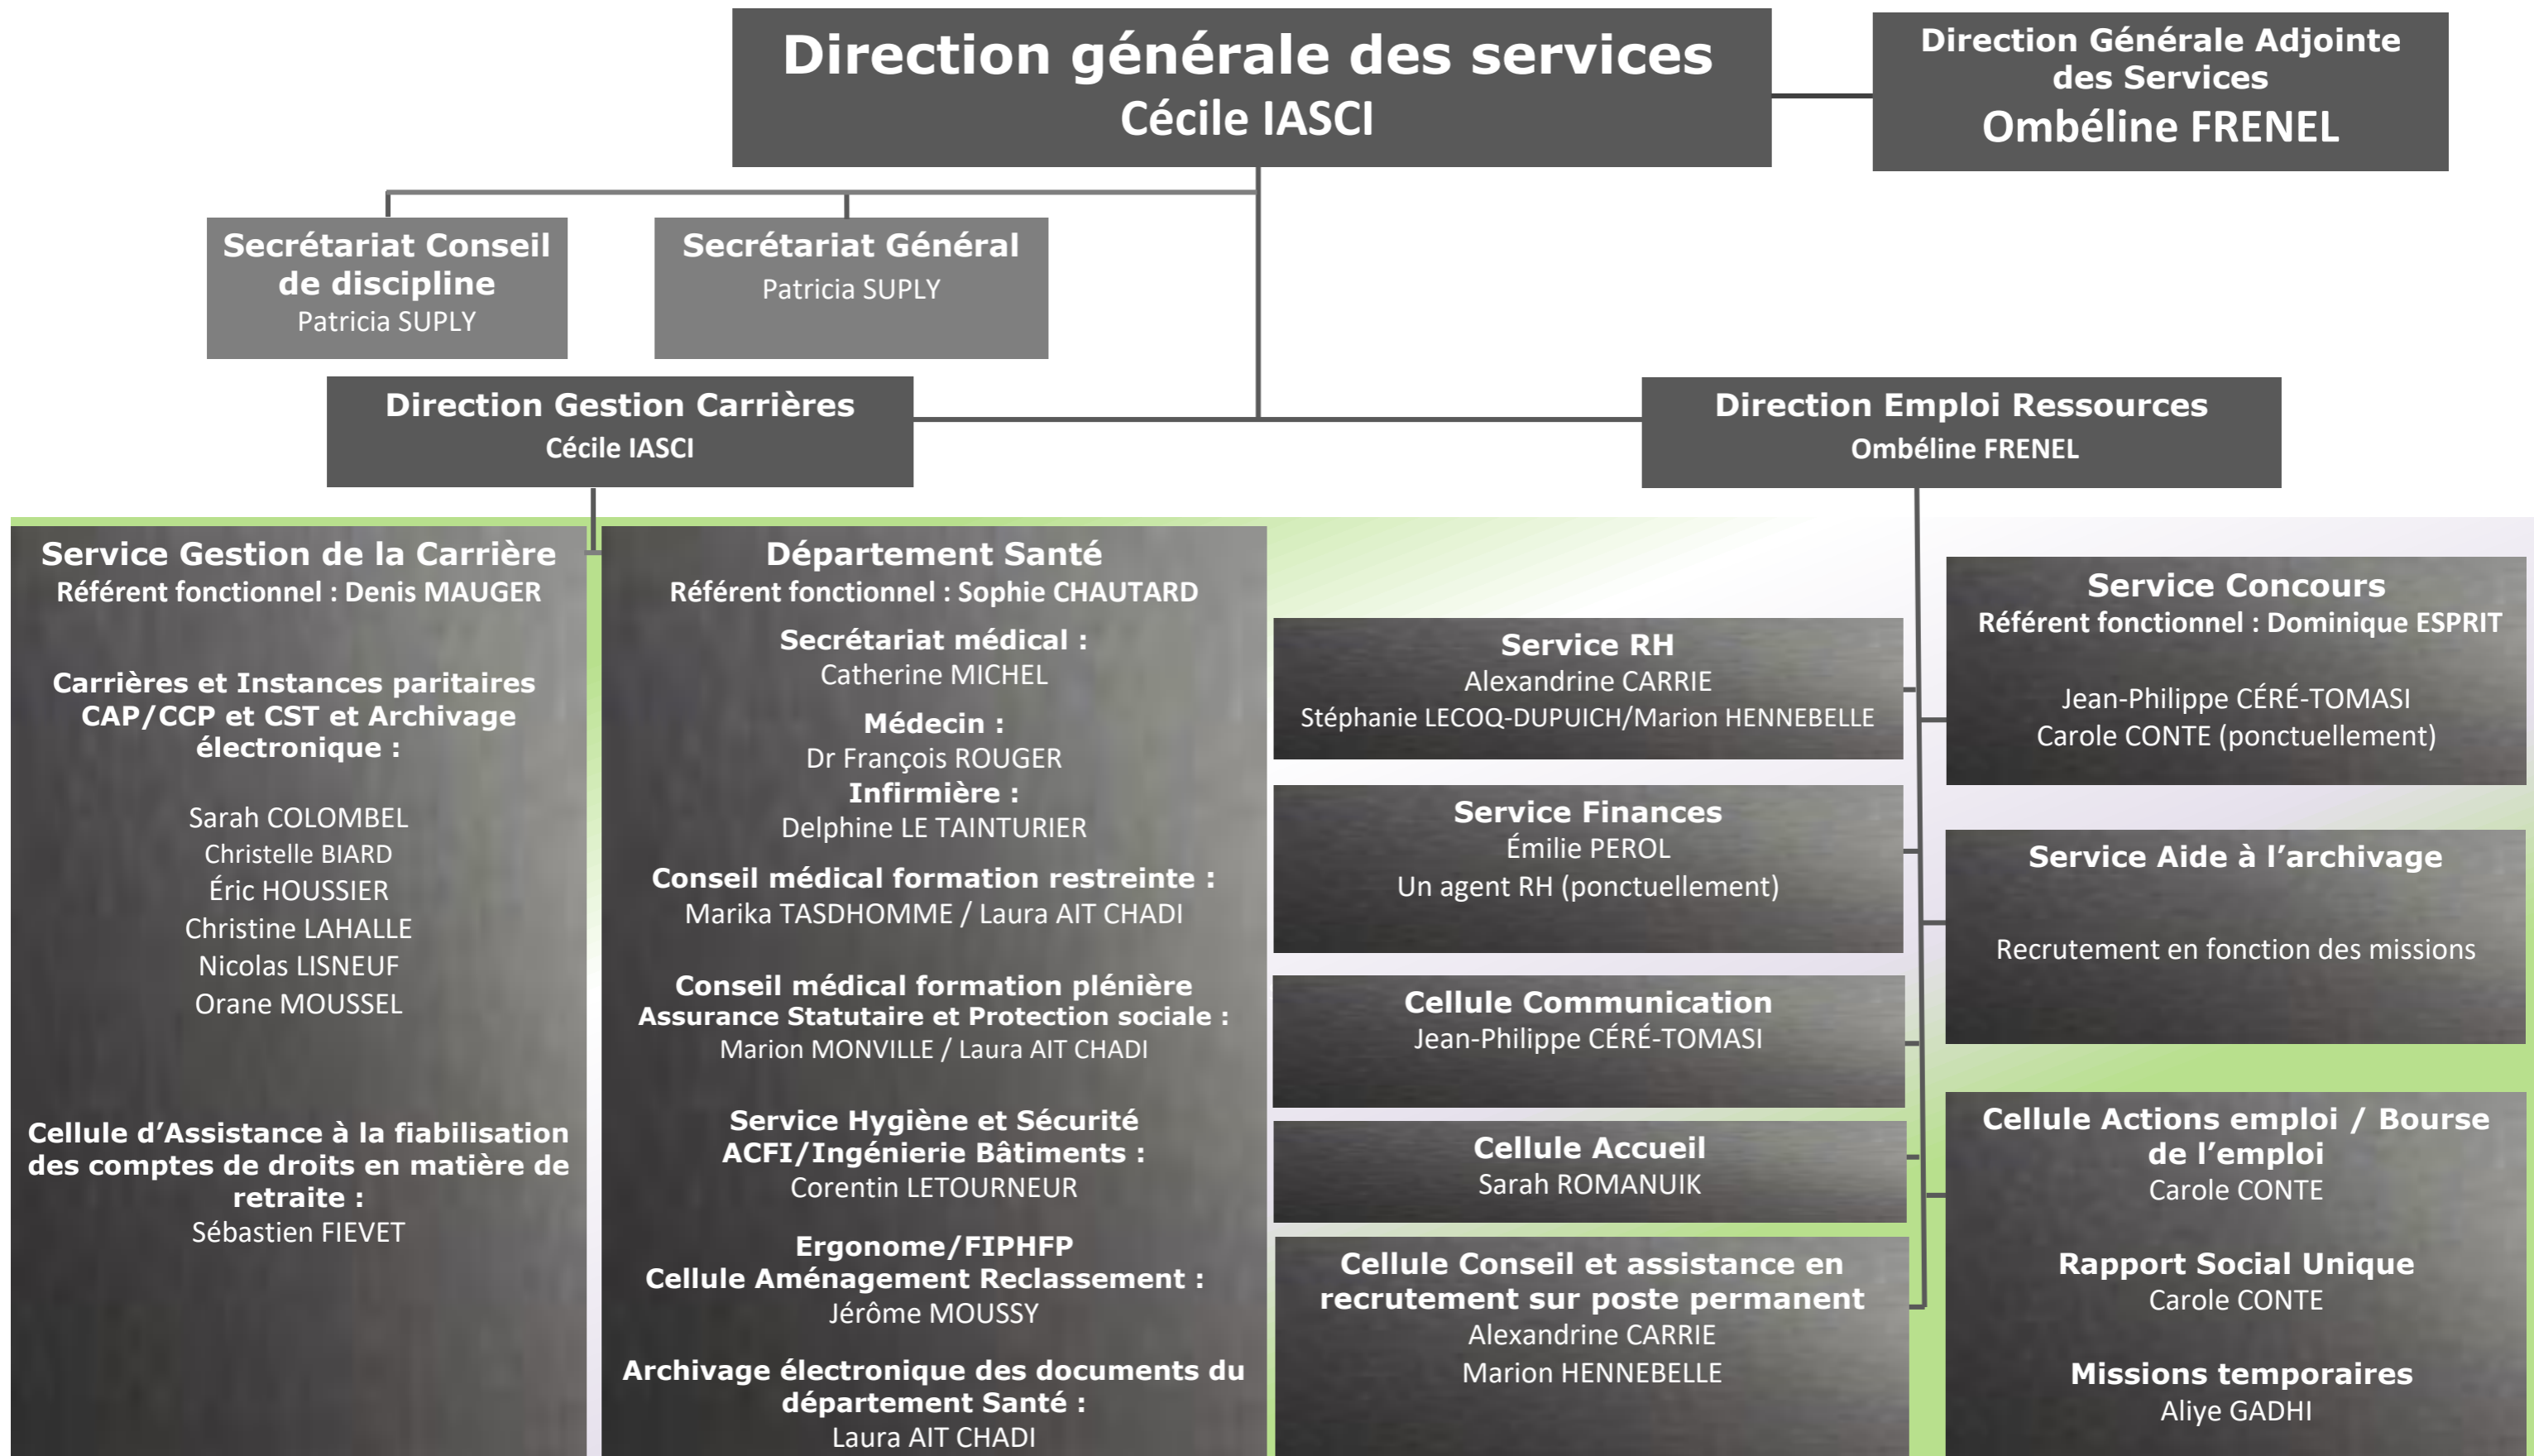 Direction générale des services
Cécile IASCI
Direction Générale Adjointe
des Services
Ombéline FRENEL
Secrétariat Conseil
de discipline
Patricia SUPLY
Secrétariat Général
Patricia SUPLY
Direction Gestion Carrières
Cécile IASCI
Direction Emploi Ressources
Ombéline FRENEL
Service Gestion de la Carrière
Référent fonctionnel : Denis MAUGER
Carrières et Instances paritaires
CAP/CCP et CST et Archivage
électronique :
Sarah COLOMBEL
Christelle BIARD
Éric HOUSSIER
Christine LAHALLE
Nicolas LISNEUF
Orane MOUSSEL
Cellule d’Assistance à la fiabilisation
des comptes de droits en matière de
retraite :
Sébastien FIEVET
Département Santé
Référent fonctionnel : Sophie CHAUTARD
Secrétariat médical :
Catherine MICHEL
Médecin :
Dr François ROUGER
Infirmière :
Delphine LE TAINTURIER
Conseil médical formation restreinte :
Marika TASDHOMME / Laura AIT CHADI
Conseil médical formation plénière
Assurance Statutaire et Protection sociale :
Marion MONVILLE / Laura AIT CHADI
Service Hygiène et Sécurité
ACFI/Ingénierie Bâtiments :
Corentin LETOURNEUR
Ergonome/FIPHFP
Cellule Aménagement Reclassement :
Jérôme MOUSSY
Archivage électronique des documents du
département Santé :
Laura AIT CHADI
Service RH
Alexandrine CARRIE
Stéphanie LECOQ-DUPUICH/Marion HENNEBELLE
Service Finances
Émilie PEROL
Un agent RH (ponctuellement)
Cellule Communication
Jean-Philippe CÉRÉ-TOMASI
Cellule Accueil
Sarah ROMANUIK
Cellule Conseil et assistance en
recrutement sur poste permanent
Alexandrine CARRIE
Marion HENNEBELLE
Service Concours
Référent fonctionnel : Dominique ESPRIT
Jean-Philippe CÉRÉ-TOMASI
Carole CONTE (ponctuellement)
Service Aide à l’archivage
Recrutement en fonction des missions
Cellule Actions emploi / Bourse
de l’emploi
Carole CONTE
Rapport Social Unique
Carole CONTE
Missions temporaires
Aliye GADHI